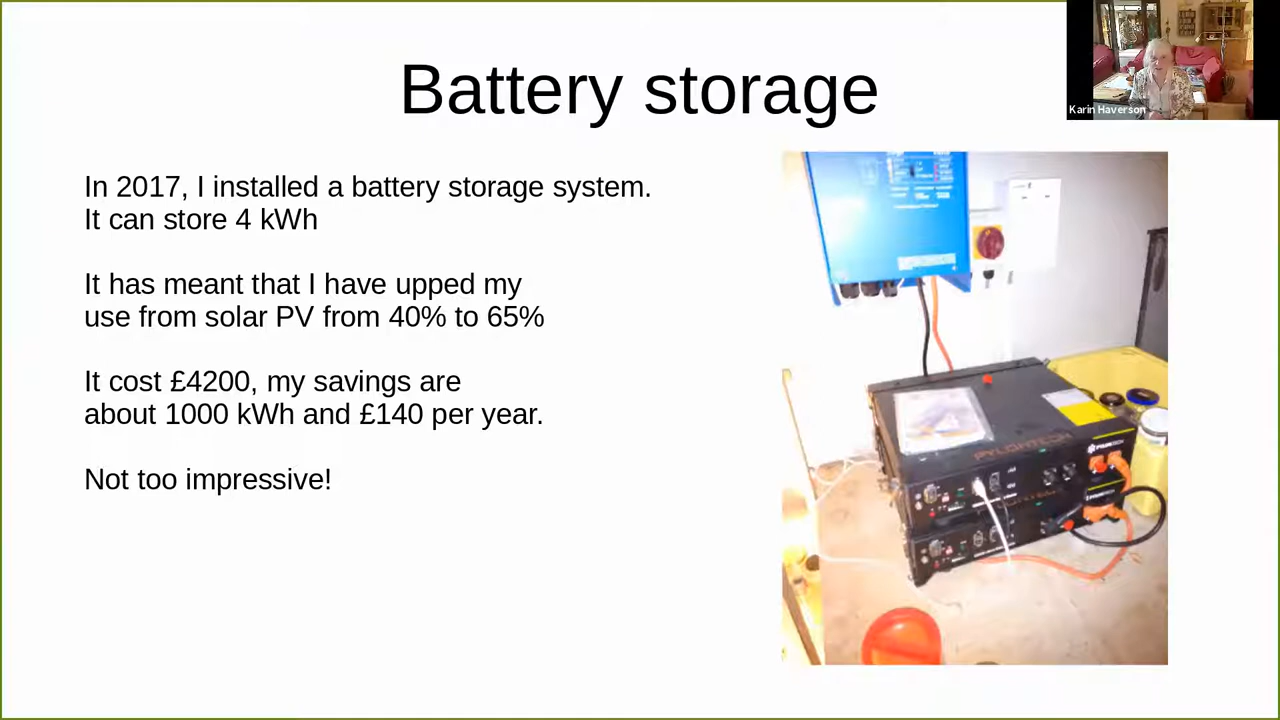 Battery storage
Karin Haverson
In 2017, I installed a battery storage system.
It can store 4 kWh
It has meant that I have upped my
use from solar PV from 40% to 65%
It cost £4200, my savings are
about 1000 kWh and £140 per year.
Not too impressive!
PYLONTECH